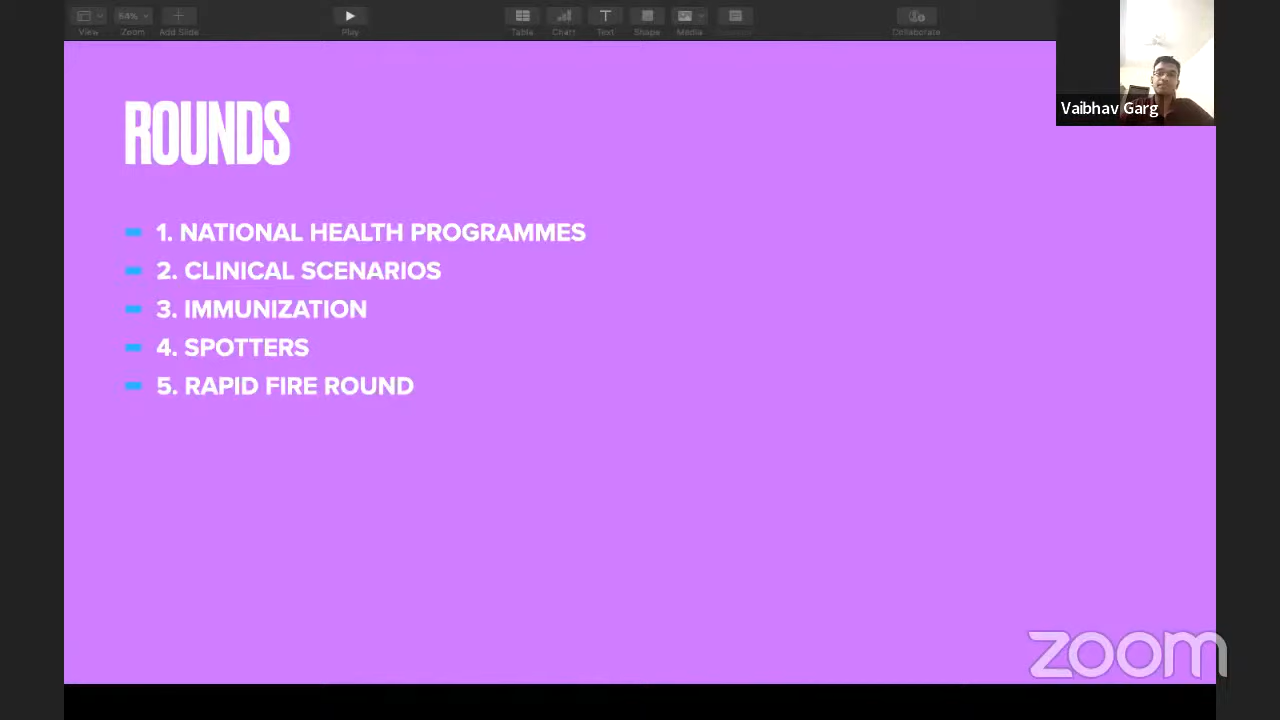 View
64%
Zoom
Add Slide
Play
Table
Chart
Text
Shape
Media
Collaborate
Vaibhav Garg
ROUNDS
1. NATIONAL HEALTH PROGRAMMES
2. CLINICAL SCENARIOS
3. IMMUNIZATION
4. SPOTTERS
5. RAPID FIRE ROUND
zoom